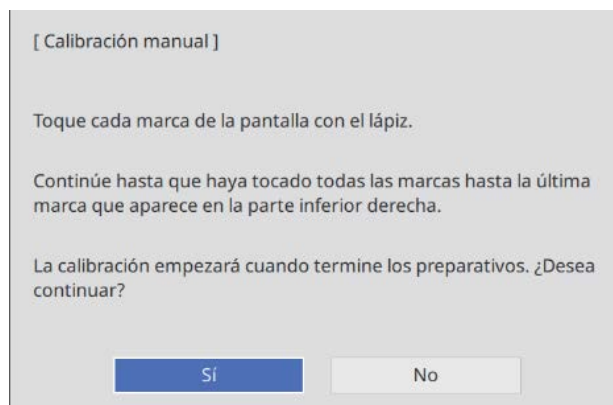 [ Calibración manual ]
Toque cada marca de la pantalla con el lápiz.
Continúe hasta que haya tocado todas las marcas hasta la última
marca que aparece en la parte inferior derecha.
La calibración empezará cuando termine los preparativos. ¿Desea
continuar?
Sí
No